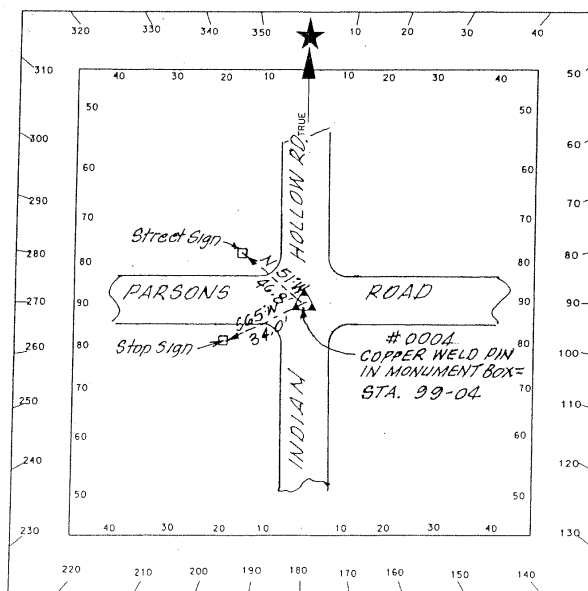 320 330 340 350 10 20 30 40
310 50
40 30 20 10 0 10 20 30 40
50 50
300 60
60 60
290 70
70 70
280 80
80 80
270 90
90 90
260 100
80 80
250 110
70 70
240 120
60 60
230 130
50 50
40 30 20 10 0 10 20 30 40
220 210 200 190 180 170 160 150 140
TRUE
HOLLOW RD.
Street Sign
N 51° W
46.8'
PARSONS ROAD
S65°W
34.0'
Stop Sign
# 0004
COPPER WELD PIN
IN MONUMENT BOX=
STA. 99-04
INDIAN